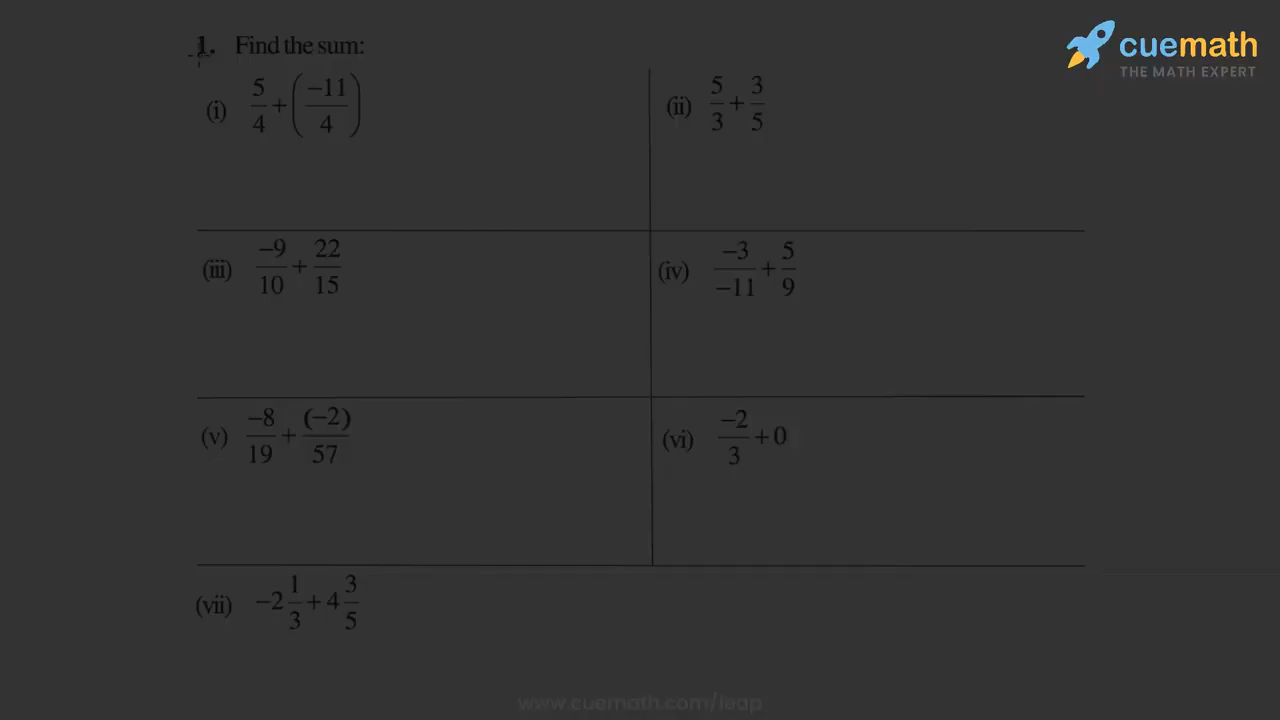 cuemath
THE MATH EXPERT
1. Find the sum:
(i) 5/4 + (−11/4)
(ii) 5/3 + 3/5
(iii) −9/10 + 22/15
(iv) −3/−11 + 5/9
(v) −8/19 + (−2)/57
(vi) −2/3 + 0
(vii) −2 1/3 + 4 3/5
www.cuemath.com/leap